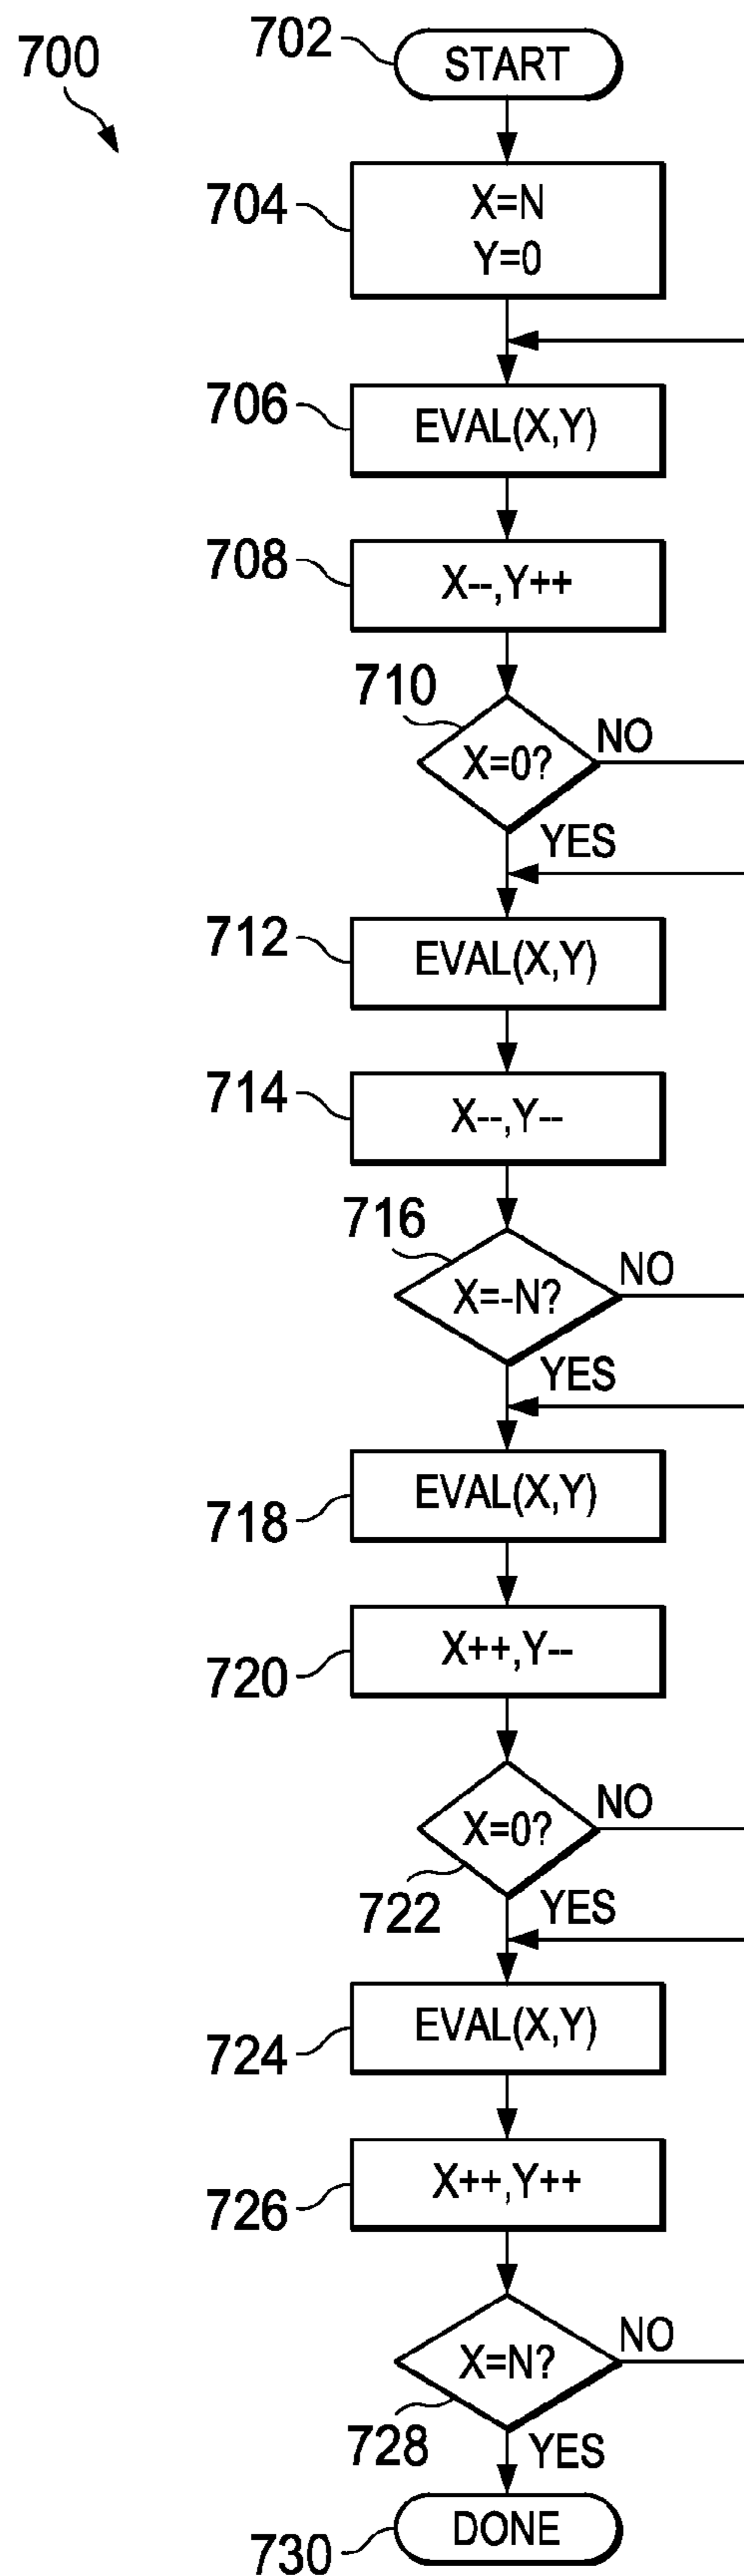 700
702
START
704
X=N
Y=0
706
EVAL(X,Y)
708
X--,Y++
710
X=0?
NO
YES
712
EVAL(X,Y)
714
X--,Y--
716
X=-N?
NO
YES
718
EVAL(X,Y)
720
X++,Y--
722
X=0?
NO
YES
724
EVAL(X,Y)
726
X++,Y++
728
X=N?
NO
YES
730
DONE